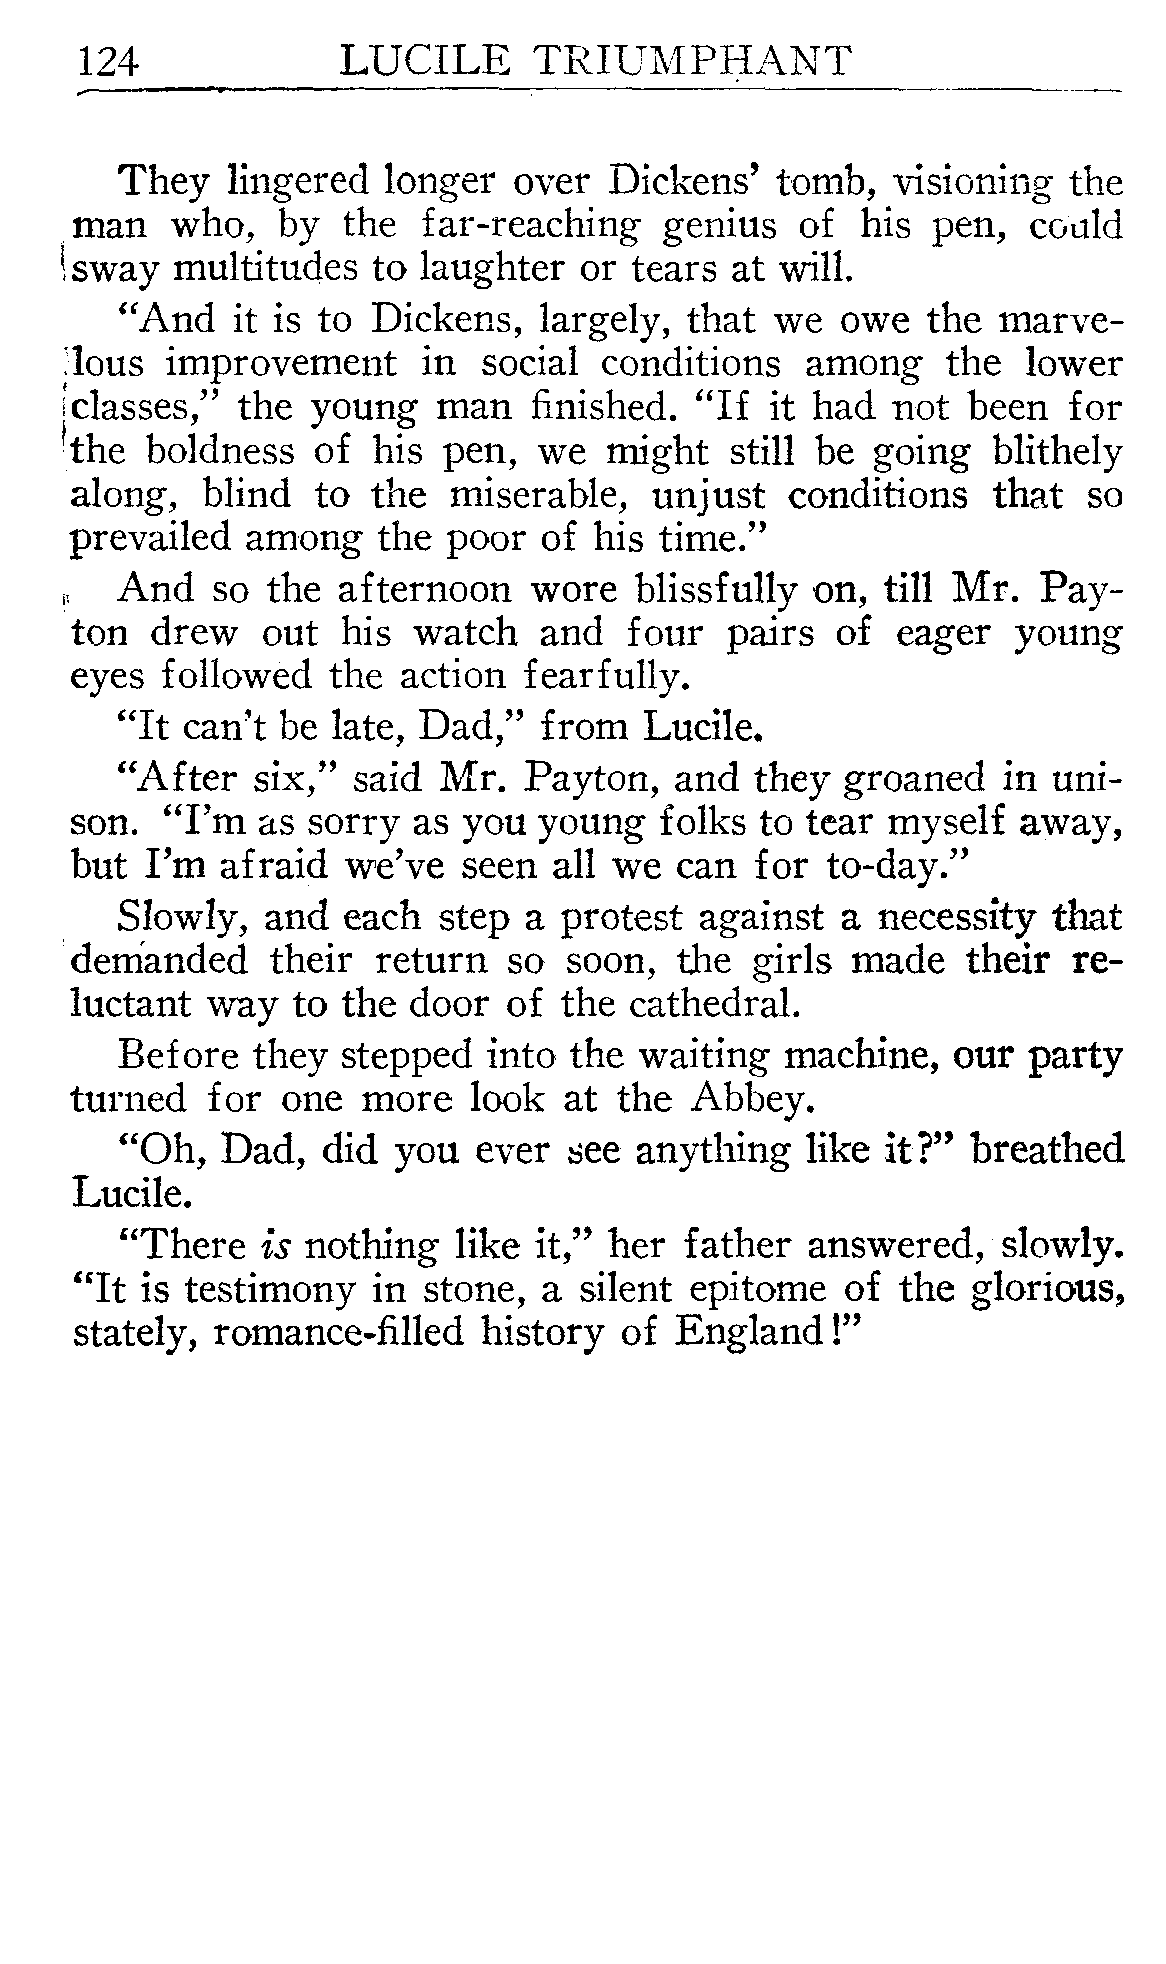 124 LUCILE TRIUMPHANT
They lingered longer over Dickens’ tomb, visioning the
man who, by the far-reaching genius of his pen, could
sway multitudes to laughter or tears at will.
“And it is to Dickens, largely, that we owe the marve-
lous improvement in social conditions among the lower
classes,” the young man finished. “If it had not been for
the boldness of his pen, we might still be going blithely
along, blind to the miserable, unjust conditions that so
prevailed among the poor of his time.”
And so the afternoon wore blissfully on, till Mr. Pay-
ton drew out his watch and four pairs of eager young
eyes followed the action fearfully.
“It can’t be late, Dad,” from Lucile.
“After six,” said Mr. Payton, and they groaned in uni-
son. “I’m as sorry as you young folks to tear myself away,
but I’m afraid we’ve seen all we can for to-day.”
Slowly, and each step a protest against a necessity that
demanded their return so soon, the girls made their re-
luctant way to the door of the cathedral.
Before they stepped into the waiting machine, our party
turned for one more look at the Abbey.
“Oh, Dad, did you ever see anything like it?” breathed
Lucile.
“There is nothing like it,” her father answered, slowly.
“It is testimony in stone, a silent epitome of the glorious,
stately, romance-filled history of England!”